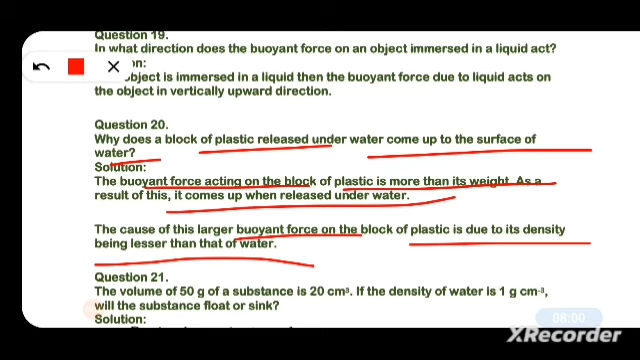 Question 19.
In what direction does the buoyant force on an object immersed in a liquid act?
on:
object is immersed in a liquid then the buoyant force due to liquid acts on
the object in vertically upward direction.
Question 20.
Why does a block of plastic released under water come up to the surface of
water?
Solution:
The buoyant force acting on the block of plastic is more than its weight. As a
result of this, it comes up when released under water.
The cause of this larger buoyant force on the block of plastic is due to its density
being lesser than that of water.
Question 21.
The volume of 50 g of a substance is 20 cm³. If the density of water is 1 g cm⁻³,
will the substance float or sink?
Solution:
08:00
XRecorder